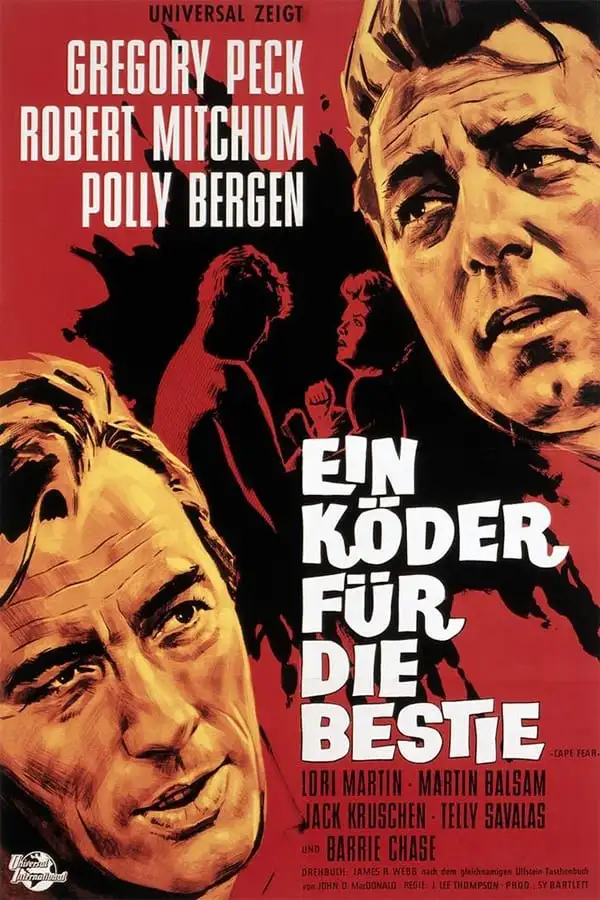 UNIVERSAL ZEIGT
GREGORY PECK
ROBERT MITCHUM
POLLY BERGEN
EIN
KÖDER
FÜR
DIE
BESTIE
-CAPE FEAR-
LORI MARTIN · MARTIN BALSAM
JACK KRUSCHEN · TELLY SAVALAS
UND BARRIE CHASE
DREHBUCH: JAMES R. WEBB nach dem gleichnamigen Ullstein-Taschenbuch
von JOHN D. MacDONALD · REGIE: J. LEE THOMPSON · PROD.: SY BARTLETT
Universal
International